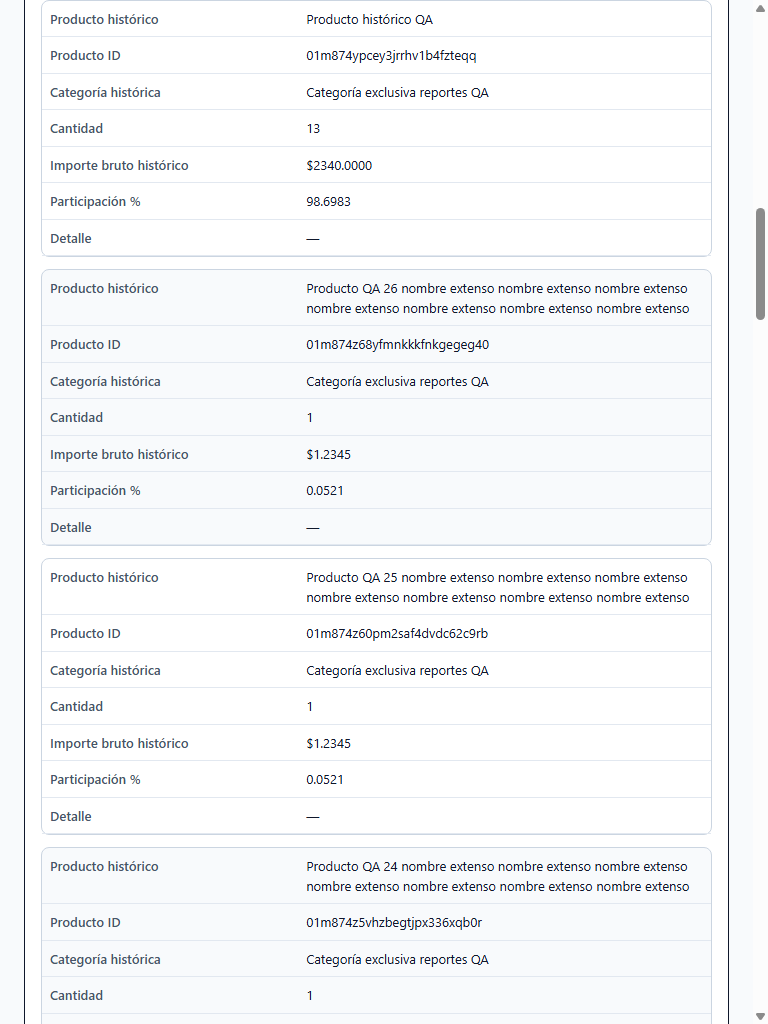 Producto histórico Producto histórico QA
Producto ID 01m874ypcey3jrrhv1b4fzteqq
Categoría histórica Categoría exclusiva reportes QA
Cantidad 13
Importe bruto histórico $2340.0000
Participación % 98.6983
Detalle —
Producto histórico Producto QA 26 nombre extenso nombre extenso nombre extenso
nombre extenso nombre extenso nombre extenso nombre extenso
Producto ID 01m874z68yfmnkkkfnkgegeg40
Categoría histórica Categoría exclusiva reportes QA
Cantidad 1
Importe bruto histórico $1.2345
Participación % 0.0521
Detalle —
Producto histórico Producto QA 25 nombre extenso nombre extenso nombre extenso
nombre extenso nombre extenso nombre extenso nombre extenso
Producto ID 01m874z60pm2saf4dvdc62c9rb
Categoría histórica Categoría exclusiva reportes QA
Cantidad 1
Importe bruto histórico $1.2345
Participación % 0.0521
Detalle —
Producto histórico Producto QA 24 nombre extenso nombre extenso nombre extenso
nombre extenso nombre extenso nombre extenso nombre extenso
Producto ID 01m874z5vhzbegtjpx336xqb0r
Categoría histórica Categoría exclusiva reportes QA
Cantidad 1